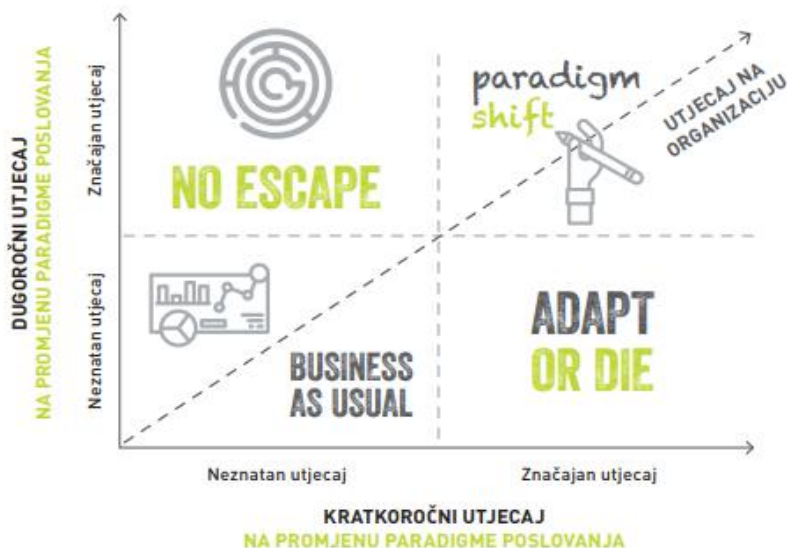 DUGOROČNI UTJECAJ
NA PROMJENU PARADIGME POSLOVANJA
Značajan utjecaj
Neznatan utjecaj
NO ESCAPE
paradigm
shift
UTJECAJ NA
ORGANIZACIJU
BUSINESS
AS USUAL
ADAPT
OR DIE
Neznatan utjecaj
Značajan utjecaj
KRATKOROČNI UTJECAJ
NA PROMJENU PARADIGME POSLOVANJA